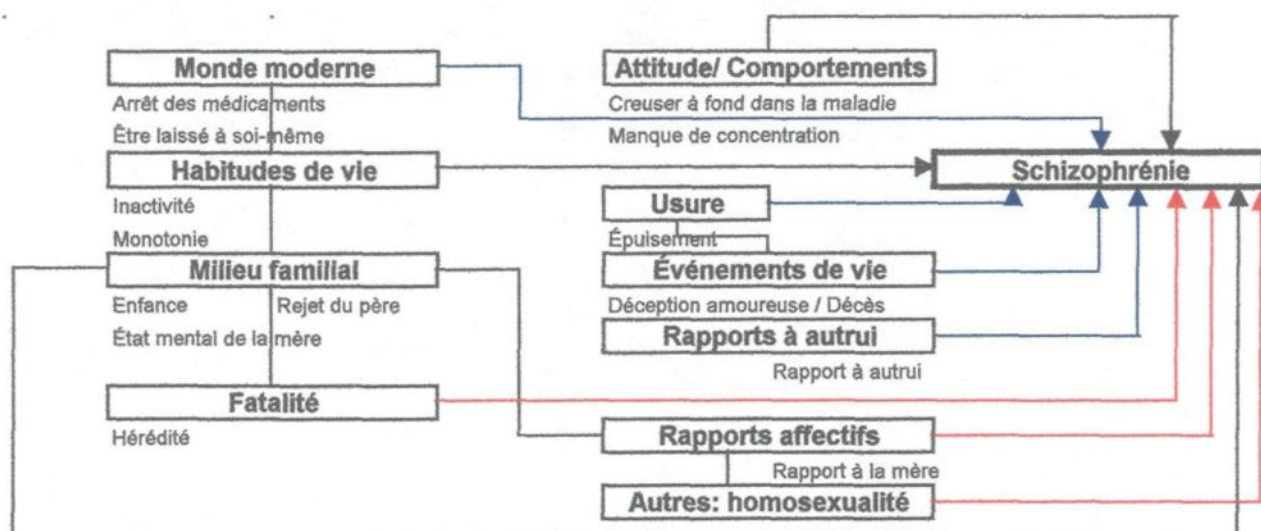 Monde moderne
Arrêt des médicaments
Être laissé à soi-même
Habitudes de vie
Inactivité
Monotonie
Milieu familial
Enfance Rejet du père
État mental de la mère
Fatalité
Hérédité
Attitude/ Comportements
Creuser à fond dans la maladie
Manque de concentration
Schizophrénie
Usure
Épuisement
Événements de vie
Déception amoureuse / Décès
Rapports à autrui
Rapport à autrui
Rapports affectifs
Rapport à la mère
Autres: homosexualité